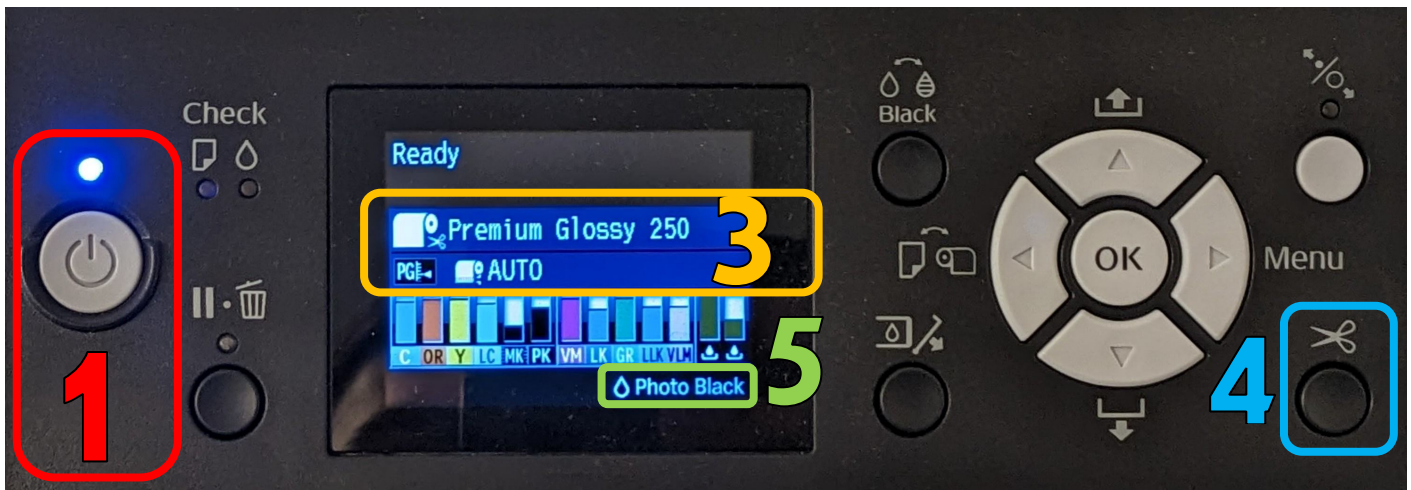 Check
Ready
Premium Glossy 250
PG AUTO
C OR Y LC MK PK VM LK GR LLK VLM
Photo Black
Black
OK
Menu
1
3
4
5